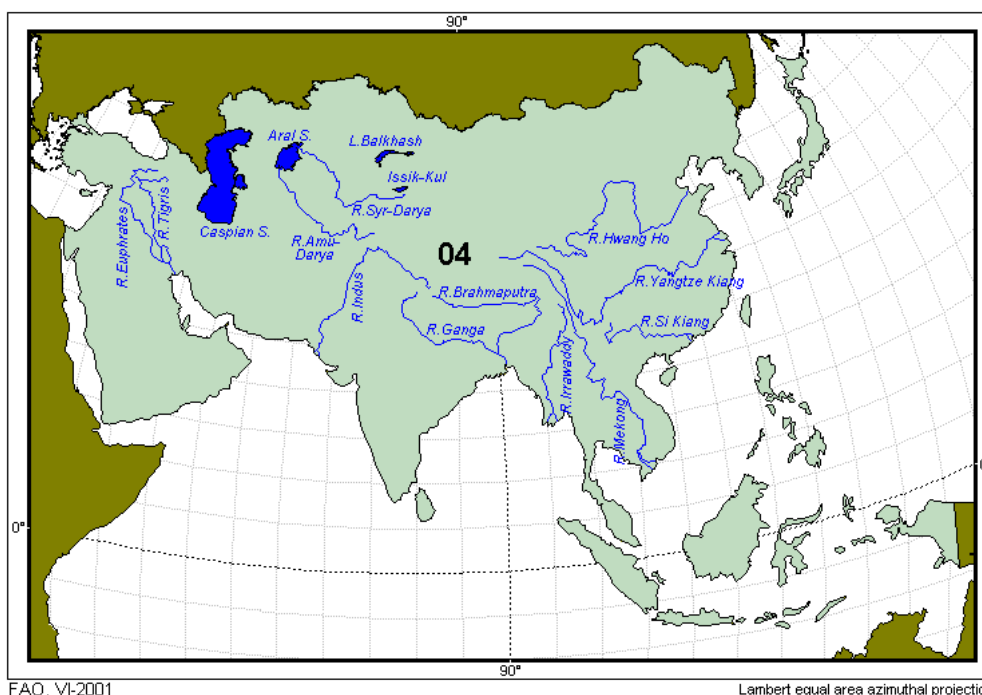 90°
Aral S.
L.Balkhash
Issik-Kul
R.Syr-Darya
R.Tigris
R.Euphrates
Caspian S.
R.Amu-
Darya
04
R.Hwang Ho
R.Indus
R.Brahmaputra
R.Yangtze Kiang
R.Ganga
R.Si Kiang
R.Irrawaddy
R.Mekong
0°
90°
FAO, VI-2001
Lambert equal area azimuthal projectio